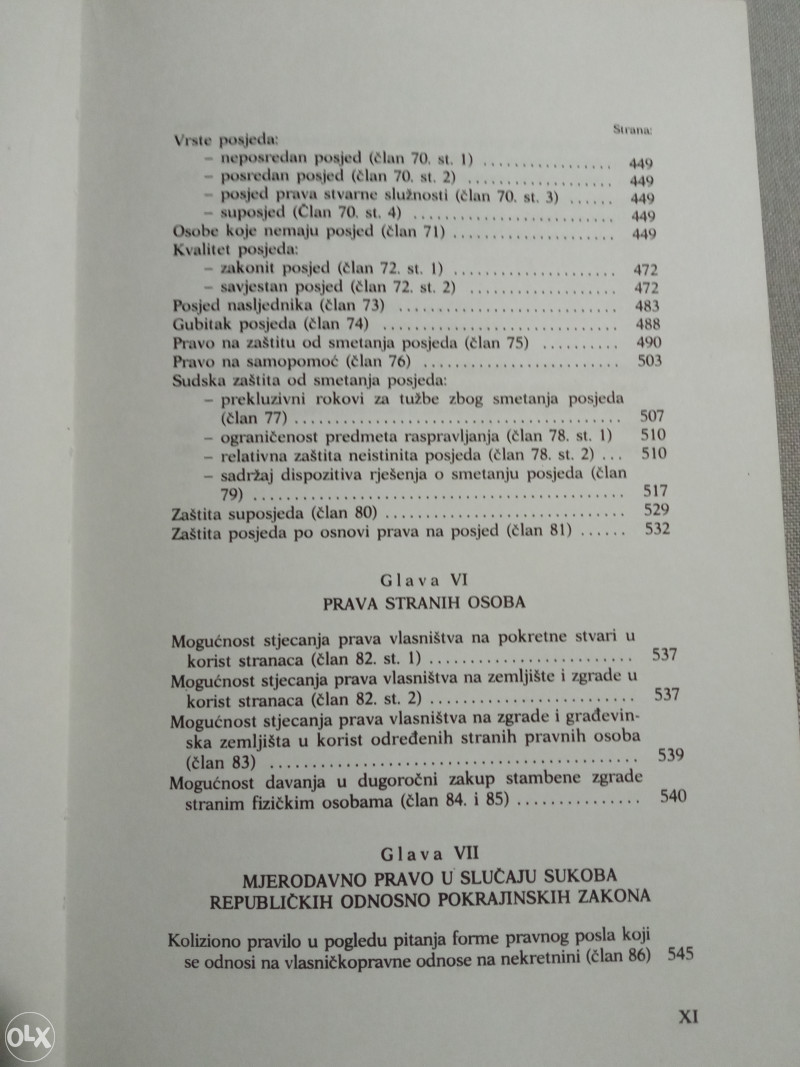 Strana:
Vrste posjeda:
– neposredan posjed (član 70. st. 1) ................ 449
– posredan posjed (član 70. st. 2) .................. 449
– posjed prava stvarne služnosti (član 70. st. 3) ...... 449
– suposjed (Član 70. st. 4) ......................... 449
Osobe koje nemaju posjed (član 71) .................... 449
Kvalitet posjeda:
– zakonit posjed (član 72. st. 1) .................... 472
– savjestan posjed (član 72. st. 2) .................. 472
Posjed nasljednika (član 73) ............................ 483
Gubitak posjeda (član 74) ............................. 488
Pravo na zaštitu od smetanja posjeda (član 75) .......... 490
Pravo na samopomoć (član 76) ......................... 503
Sudska zaštita od smetanja posjeda:
– prekluzivni rokovi za tužbe zbog smetanja posjeda
(član 77) ......................................... 507
– ograničenost predmeta raspravljanja (član 78. st. 1) 510
– relativna zaštita neistinita posjeda (član 78. st. 2) ... 510
– sadržaj dispozitiva rješenja o smetanju posjeda (član
79) .............................................. 517
Zaštita suposjeda (član 80) .............................. 529
Zaštita posjeda po osnovi prava na posjed (član 81) ...... 532
Glava VI
PRAVA STRANIH OSOBA
Mogućnost stjecanja prava vlasništva na pokretne stvari u
korist stranaca (član 82. st. 1) .......................... 537
Mogućnost stjecanja prava vlasništva na zemljište i zgrade u
korist stranaca (član 82. st. 2) .......................... 537
Mogućnost stjecanja prava vlasništva na zgrade i građevin-
ska zemljišta u korist određenih stranih pravnih osoba
(član 83) .............................................. 539
Mogućnost davanja u dugoročni zakup stambene zgrade
stranim fizičkim osobama (član 84. i 85) ................ 540
Glava VII
MJERODAVNO PRAVO U SLUČAJU SUKOBA
REPUBLIČKIH ODNOSNO POKRAJINSKIH ZAKONA
Koliziono pravilo u pogledu pitanja forme pravnog posla koji
se odnosi na vlasničkopravne odnose na nekretnini (član 86) 545
XI
OLX